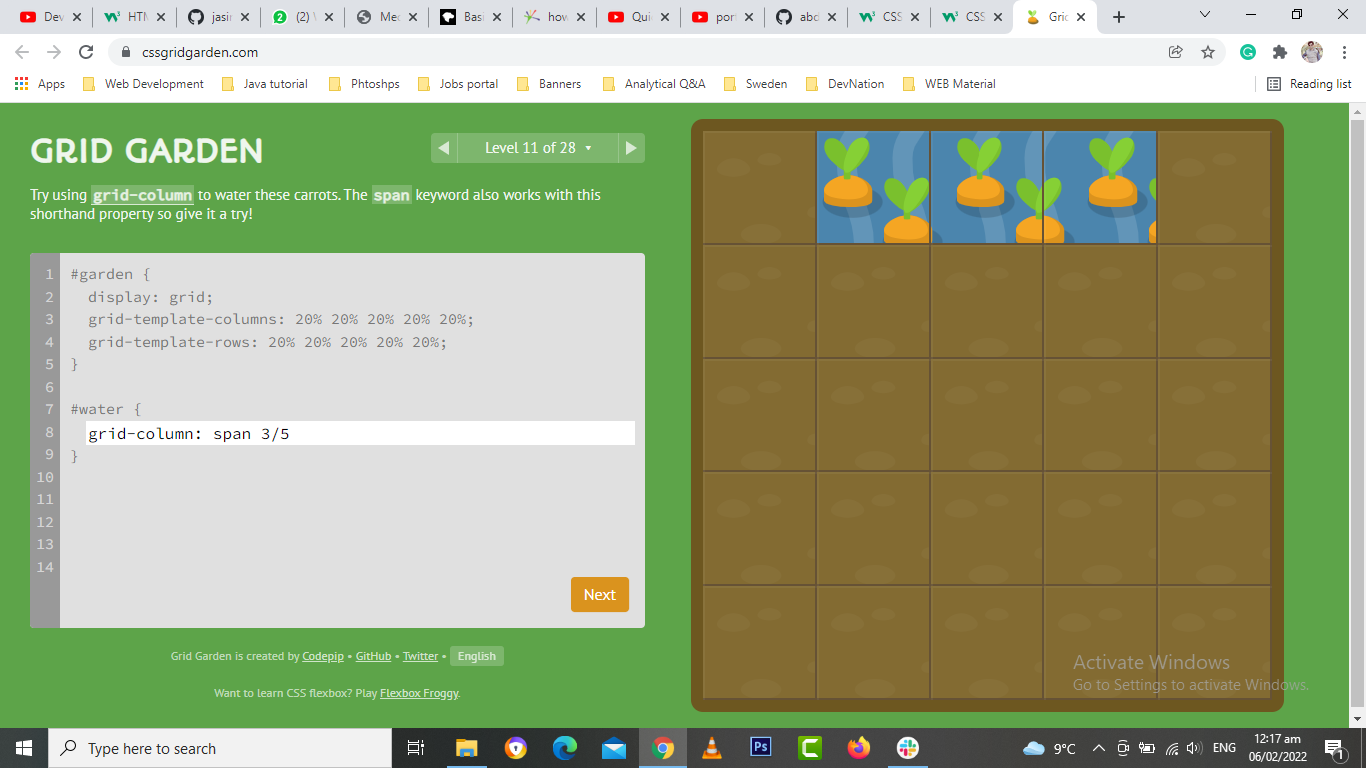 Dev
HTM
jasi
(2) 
Mec
Basi
how
Quic
port
abd
CSS
CSS
Gric
cssgridgarden.com
Apps
Web Development
Java tutorial
Phtoshps
Jobs portal
Banners
Analytical Q&A
Sweden
DevNation
WEB Material
Reading list
GRID GARDEN
Level 11 of 28
Try using grid-column to water these carrots. The span keyword also works with this
shorthand property so give it a try!
1 #garden {
2 display: grid;
3 grid-template-columns: 20% 20% 20% 20% 20%;
4 grid-template-rows: 20% 20% 20% 20% 20%;
5 }
6
7 #water {
8 grid-column: span 3/5
9 }
10
11
12
13
14
Next
Grid Garden is created by Codepip • GitHub • Twitter • English
Want to learn CSS flexbox? Play Flexbox Froggy.
Activate Windows
Go to Settings to activate Windows.
Type here to search
Ps
9°C
ENG
12:17 am
06/02/2022
1